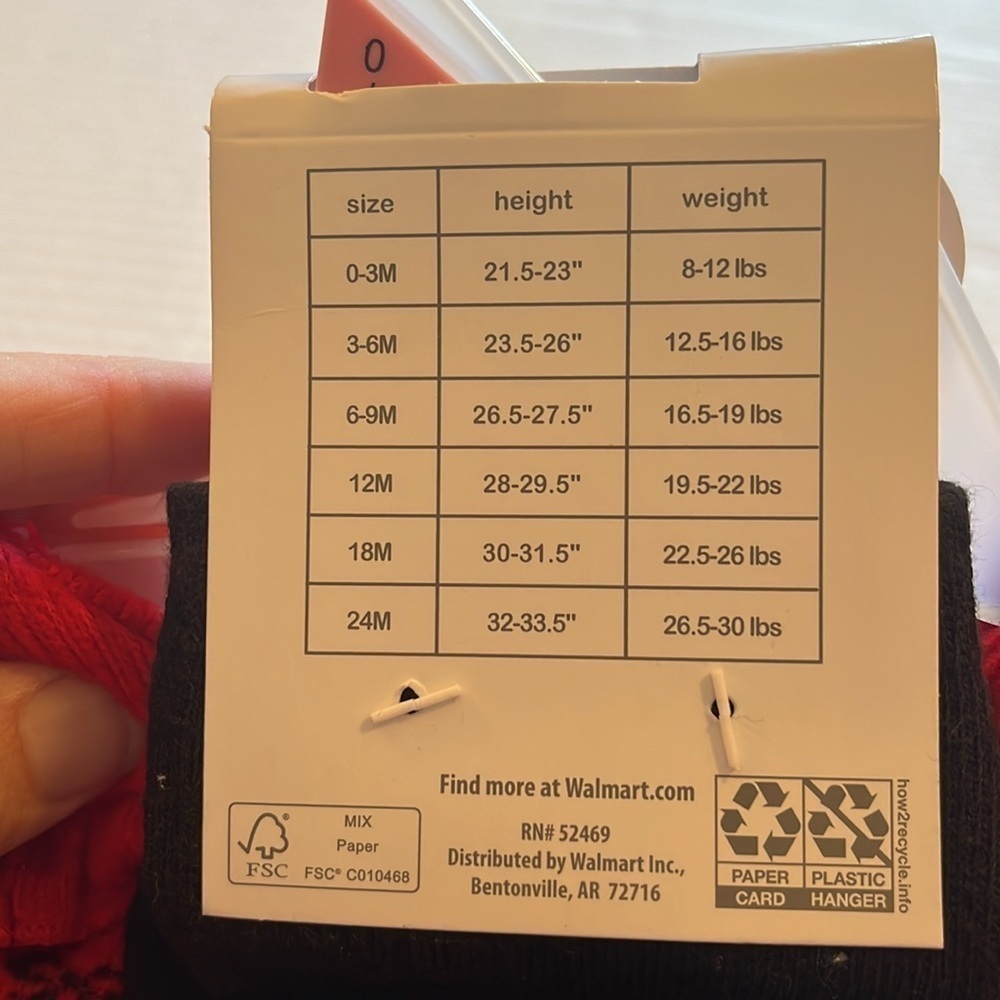 0
size height weight
0-3M 21.5-23" 8-12 lbs
3-6M 23.5-26" 12.5-16 lbs
6-9M 26.5-27.5" 16.5-19 lbs
12M 28-29.5" 19.5-22 lbs
18M 30-31.5" 22.5-26 lbs
24M 32-33.5" 26.5-30 lbs
Find more at Walmart.com
RN# 52469
Distributed by Walmart Inc.,
Bentonville, AR 72716
FSC®
MIX
Paper
FSC® C010468
PAPER PLASTIC
CARD HANGER
how2recycle.info